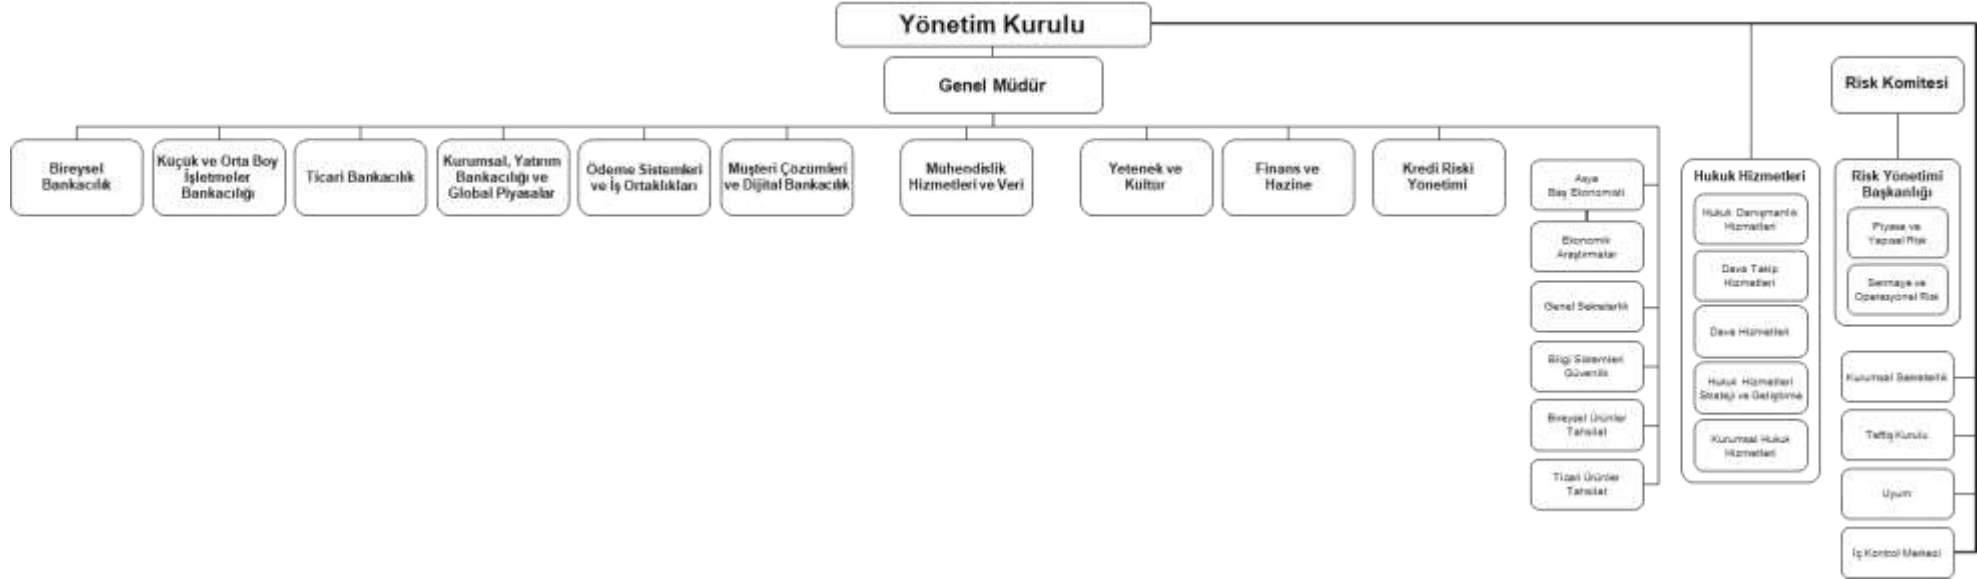 Yönetim Kurulu
Genel Müdür
Risk Komitesi
Bireysel
Bankacılık
Küçük ve Orta Boy
İşletmeler
Bankacılığı
Ticari Bankacılık
Kurumsal, Yatırım
Bankacılığı ve
Global Piyasalar
Ödeme Sistemleri
ve İş Ortaklıkları
Müşteri Çözümleri
ve Dijital Bankacılık
Mühendislik
Hizmetleri ve Veri
Yetenek ve
Kültür
Finans ve
Hazine
Kredi Riski
Yönetimi
Asya
Baş Ekonomisti
Ekonomik
Araştırmalar
Genel Sekreterlik
Bilgi Sistemleri
Güvenlik
Bireysel Ürünler
Tahsilat
Ticari Ürünler
Tahsilat
Hukuk Hizmetleri
Hukuk Danışmanlık
Hizmetleri
Dava Takip
Hizmetleri
Dava Hizmetleri
Hukuk Hizmetleri
Strateji ve Geliştirme
Kurumsal Hukuk
Hizmetleri
Risk Yönetimi
Başkanlığı
Piyasa ve
Yapısal Risk
Sermaye ve
Operasyonel Risk
Kurumsal Sekreterlik
Teftiş Kurulu
Uyum
İç Kontrol Merkezi